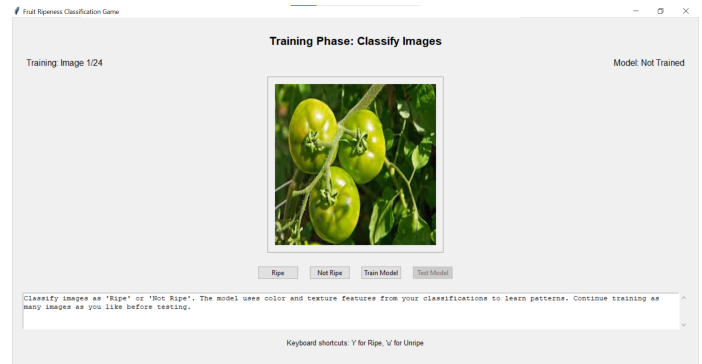 Fruit Ripeness Classification Game
Training Phase: Classify Images
Training: Image 1/24
Model: Not Trained
Ripe
Not Ripe
Train Model
Test Model
Classify images as 'Ripe' or 'Not Ripe'. The model uses color and texture features from your classifications to learn patterns. Continue training as
many images as you like before testing.
Keyboard shortcuts: 'r' for Ripe, 'u' for Unripe